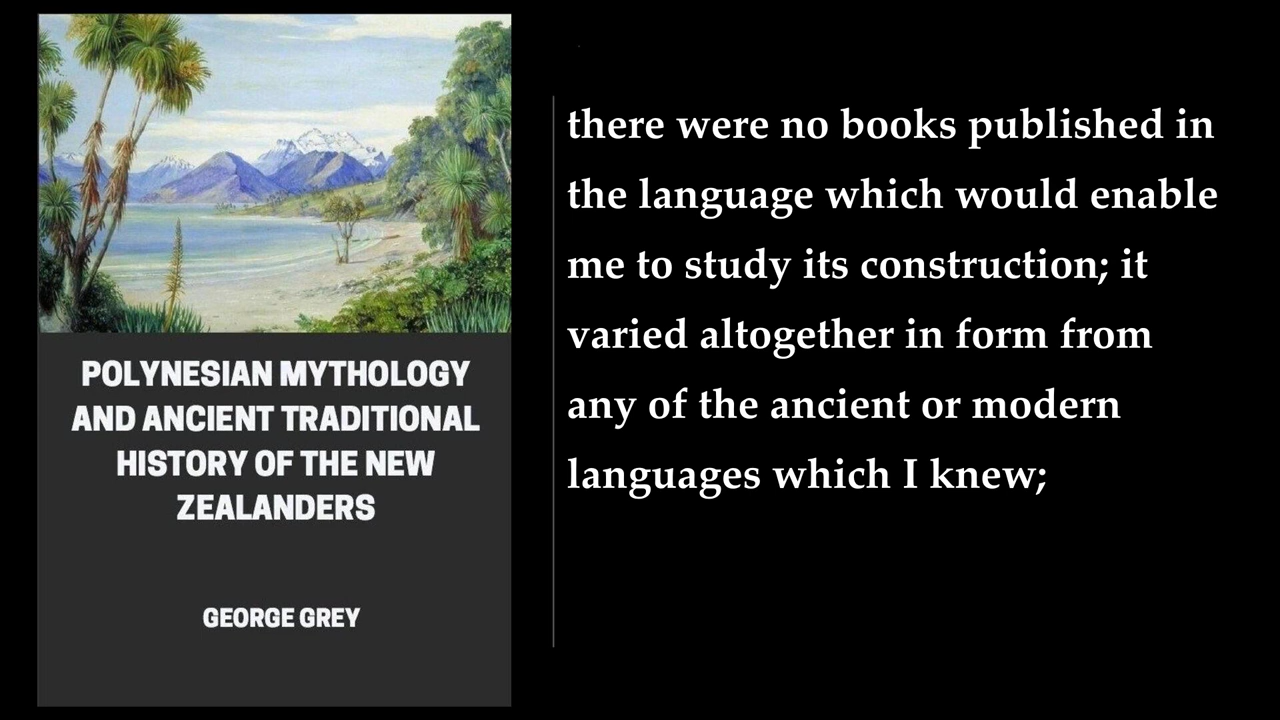 POLYNESIAN MYTHOLOGY
AND ANCIENT TRADITIONAL
HISTORY OF THE NEW
ZEALANDERS
GEORGE GREY
there were no books published in
the language which would enable
me to study its construction; it
varied altogether in form from
any of the ancient or modern
languages which I knew;